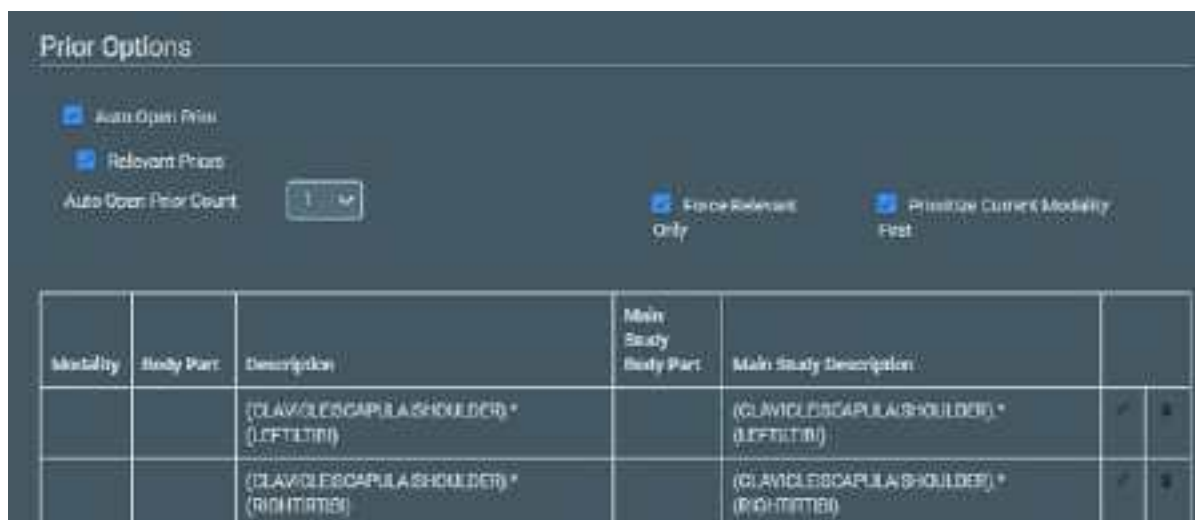 Prior Options
Auto Open Prior
Relevant Priors
Auto Open Prior Count
1
Force Relevant
Only
Prioritize Current Modality
First
Modality
Body Part
Description
Main
Study
Body Part
Main Study Description
(CLAVICLE|SCAPULA|SHOULDER).*
(LEFT|LT|BI)
(CLAVICLE|SCAPULA|SHOULDER).*
(LEFT|LT|BI)
(CLAVICLE|SCAPULA|SHOULDER).*
(RIGHT|RT|BI)
(CLAVICLE|SCAPULA|SHOULDER).*
(RIGHT|RT|BI)